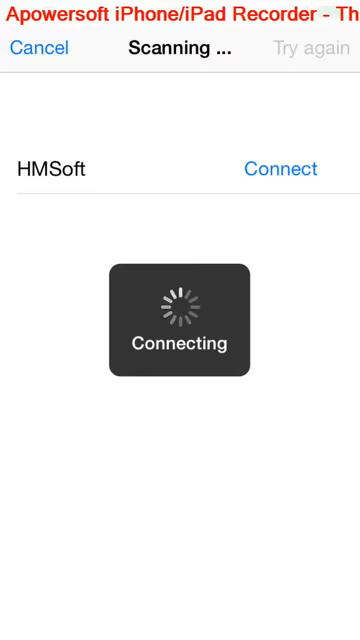 Apowersoft iPhone/iPad Recorder - Th
Cancel Scanning ... Try again
HMSoft Connect
Connecting